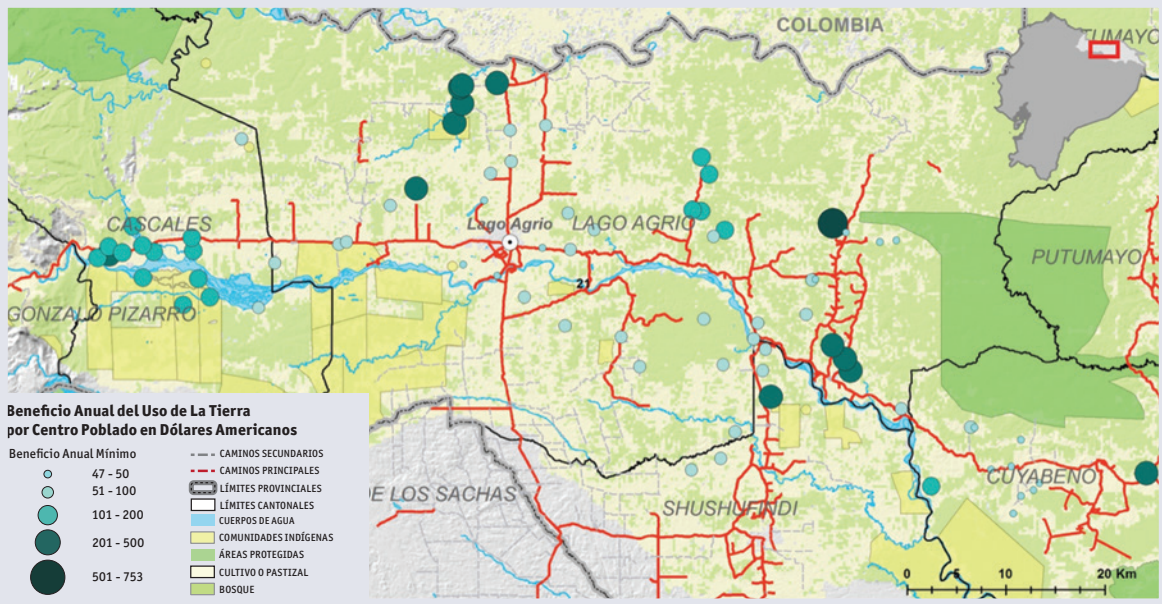 COLOMBIA
TUMAYO
CASCALES
Lago Agrio
LAGO AGRIO
PUTUMAYO
GONZALO PIZARRO
21
DE LOS SACHAS
SHUSHUFINDI
CUYABENO
0 5 10 20 Km
Beneficio Anual del Uso de La Tierra
por Centro Poblado en Dólares Americanos
Beneficio Anual Mínimo
47 - 50
51 - 100
101 - 200
201 - 500
501 - 753
CAMINOS SECUNDARIOS
CAMINOS PRINCIPALES
LÍMITES PROVINCIALES
LÍMITES CANTONALES
CUERPOS DE AGUA
COMUNIDADES INDÍGENAS
ÁREAS PROTEGIDAS
CULTIVO O PASTIZAL
BOSQUE